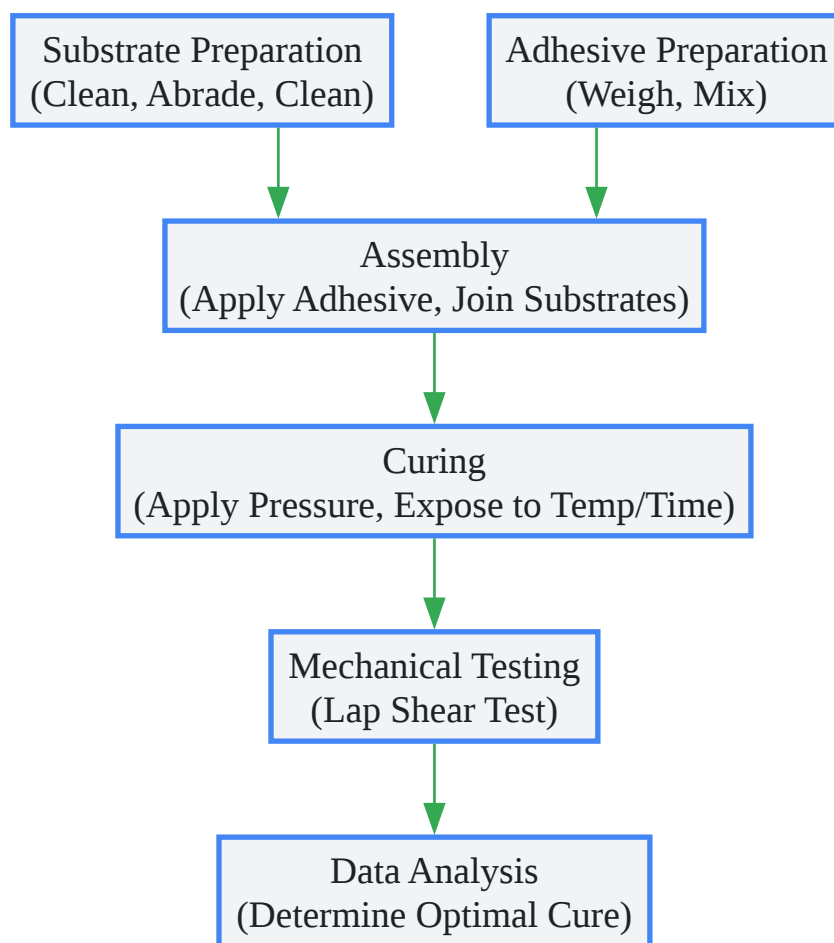 Substrate Preparation
(Clean, Abrade, Clean)
Adhesive Preparation
(Weigh, Mix)
Assembly
(Apply Adhesive, Join Substrates)
Curing
(Apply Pressure, Expose to Temp/Time)
Mechanical Testing
(Lap Shear Test)
Data Analysis
(Determine Optimal Cure)